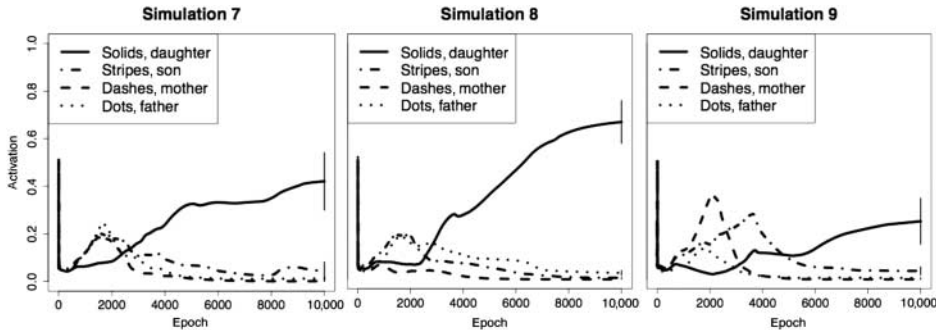 Simulation 7
Simulation 8
Simulation 9
Activation
1.0
0.8
0.6
0.4
0.2
0.0
Solids, daughter
Stripes, son
Dashes, mother
Dots, father
Solids, daughter
Stripes, son
Dashes, mother
Dots, father
Solids, daughter
Stripes, son
Dashes, mother
Dots, father
0 2000 4000 6000 8000 10,000
0 2000 4000 6000 8000 10,000
0 2000 4000 6000 8000 10,000
Epoch
Epoch
Epoch